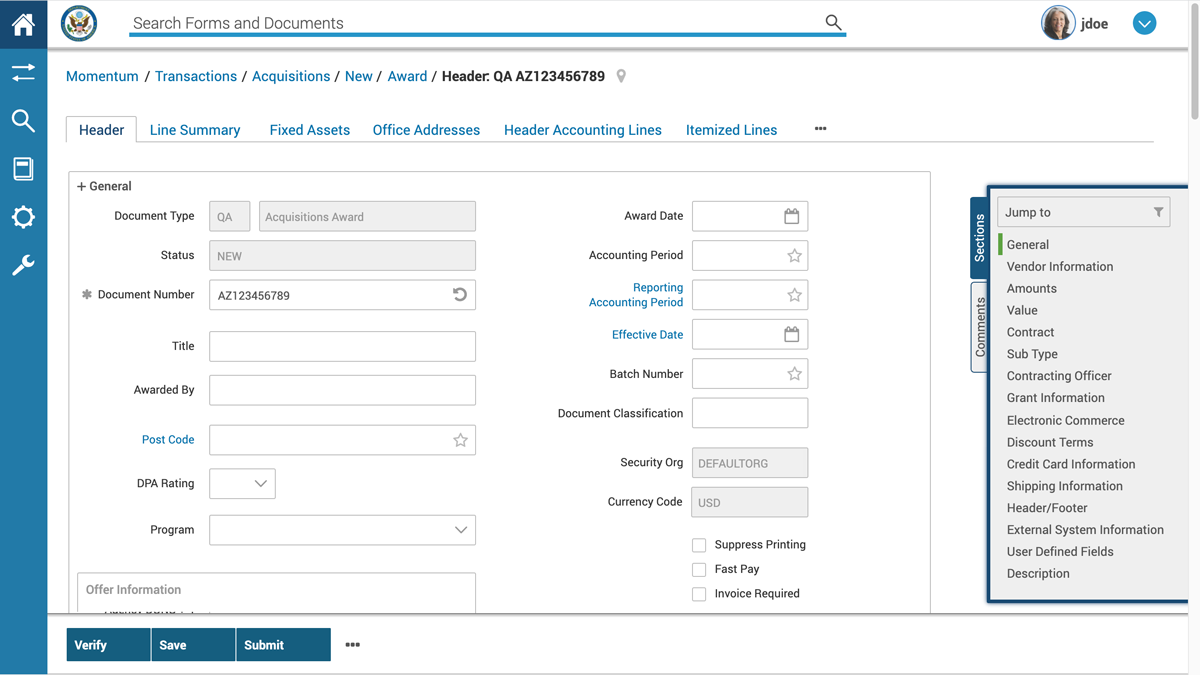 Search Forms and Documents
jdoe
Momentum / Transactions / Acquisitions / New / Award / Header: QA AZ123456789
Header Line Summary Fixed Assets Office Addresses Header Accounting Lines Itemized Lines •••
+ General
Document Type QA Acquisitions Award
Status NEW
✱ Document Number AZ123456789
Title
Awarded By
Post Code
DPA Rating
Program
Offer Information
Award Date
Accounting Period
Reporting
Accounting Period
Effective Date
Batch Number
Document Classification
Security Org DEFAULTORG
Currency Code USD
Suppress Printing
Fast Pay
Invoice Required
Sections
Comments
Jump to
General
Vendor Information
Amounts
Value
Contract
Sub Type
Contracting Officer
Grant Information
Electronic Commerce
Discount Terms
Credit Card Information
Shipping Information
Header/Footer
External System Information
User Defined Fields
Description
Verify Save Submit •••